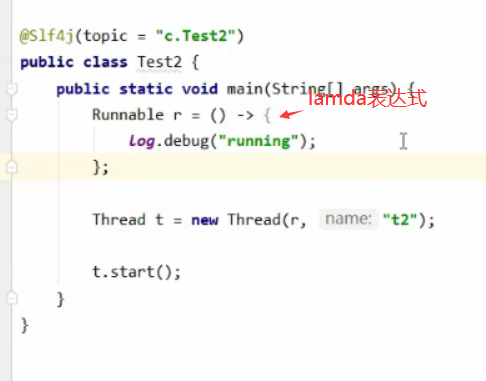 @Slf4j(topic = "c.Test2")
public class Test2 {
public static void main(String[] args) {
lamda表达式
Runnable r = () -> {
log.debug("running");
};
Thread t = new Thread(r, name: "t2");
t.start();
}
}